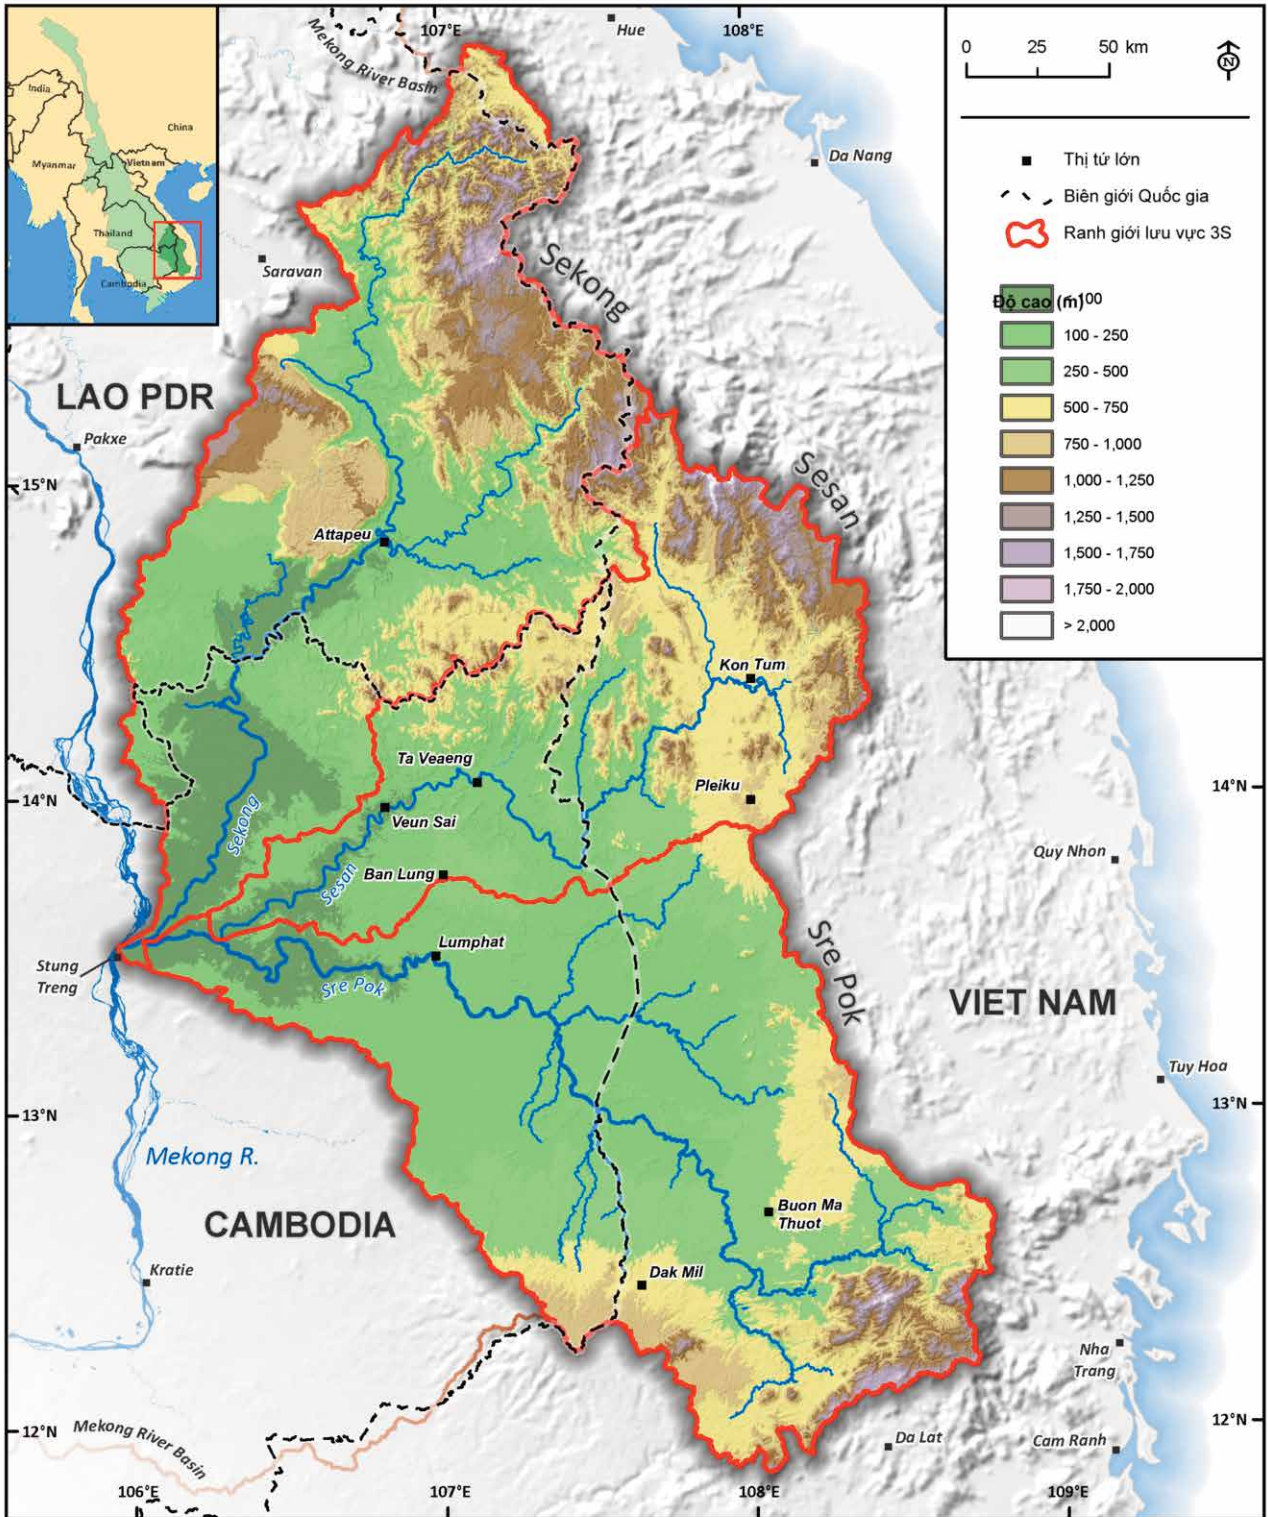 107°E
108°E
Hue
Mekong River Basin
0 25 50 km
N
India
China
Myanmar
Vietnam
Thailand
Cambodia
Da Nang
Thị tứ lớn
Biên giới Quốc gia
Ranh giới lưu vực 3S
Saravan
Sekong
Độ cao (m)
100
100 - 250
250 - 500
500 - 750
750 - 1,000
1,000 - 1,250
1,250 - 1,500
1,500 - 1,750
1,750 - 2,000
> 2,000
LAO PDR
Pakxe
15°N
Sesan
Attapeu
Kon Tum
Ta Veaeng
Pleiku
14°N
14°N
Veun Sai
Sekong
Quy Nhon
Ban Lung
Sesan
Lumphat
Stung
Treng
Sre Pok
Sre Pok
VIET NAM
Tuy Hoa
13°N
13°N
Mekong R.
CAMBODIA
Buon Ma
Thuot
Kratie
Dak Mil
Nha
Trang
12°N
12°N
Mekong River Basin
Da Lat
Cam Ranh
106°E
107°E
108°E
109°E